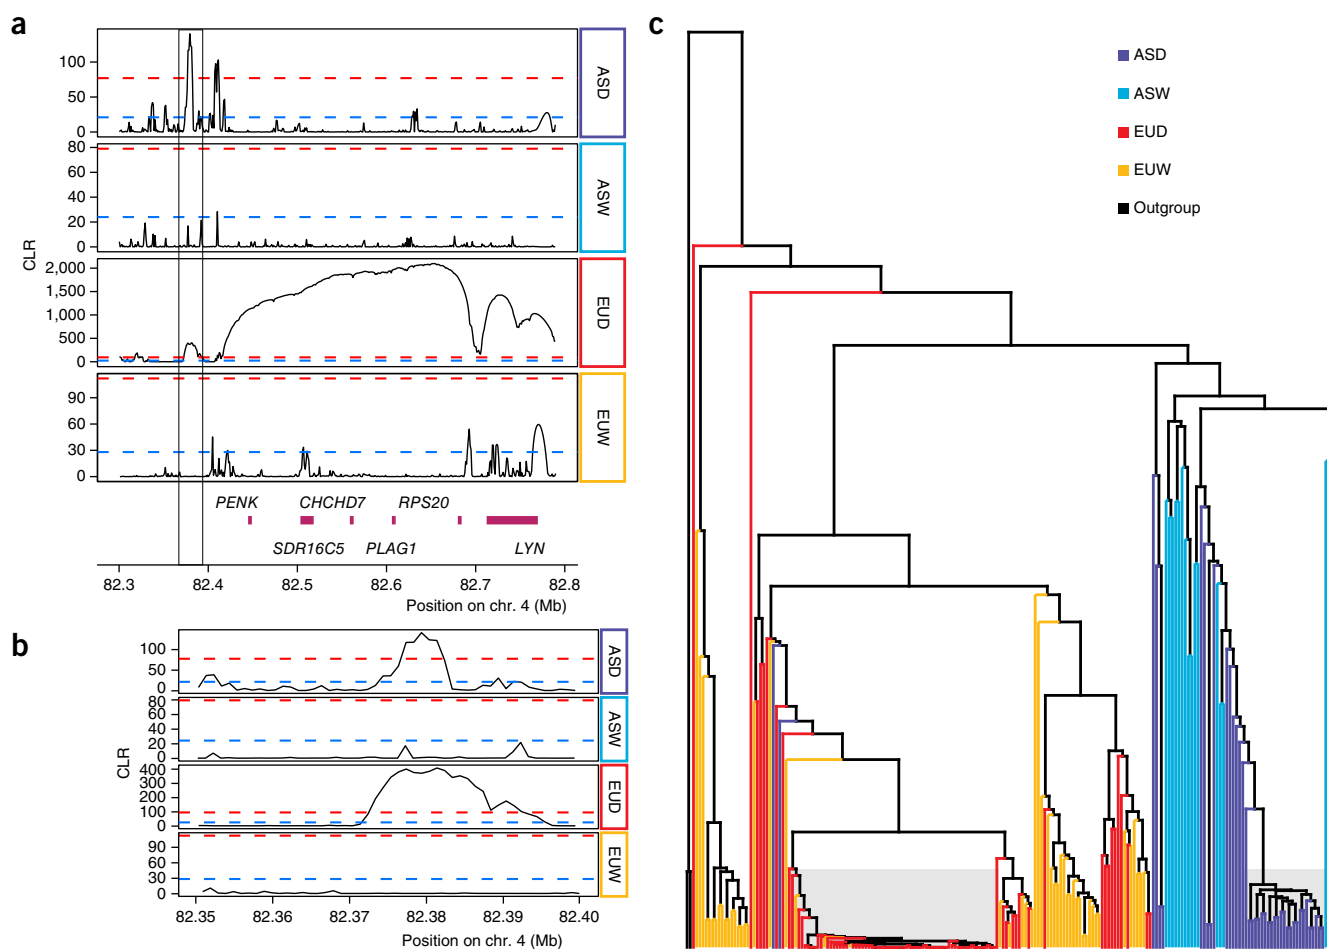 a
100
50
0
ASD
80
60
40
20
0
ASW
CLR
2,000
1,500
1,000
500
0
EUD
90
60
30
0
EUW
PENK CHCHD7 RPS20
SDR16C5 PLAG1 LYN
82.3 82.4 82.5 82.6 82.7 82.8
Position on chr. 4 (Mb)
b
100
50
0
ASD
80
60
40
20
0
ASW
CLR
400
300
200
100
0
EUD
90
60
30
0
EUW
82.35 82.36 82.37 82.38 82.39 82.40
Position on chr. 4 (Mb)
c
ASD
ASW
EUD
EUW
Outgroup